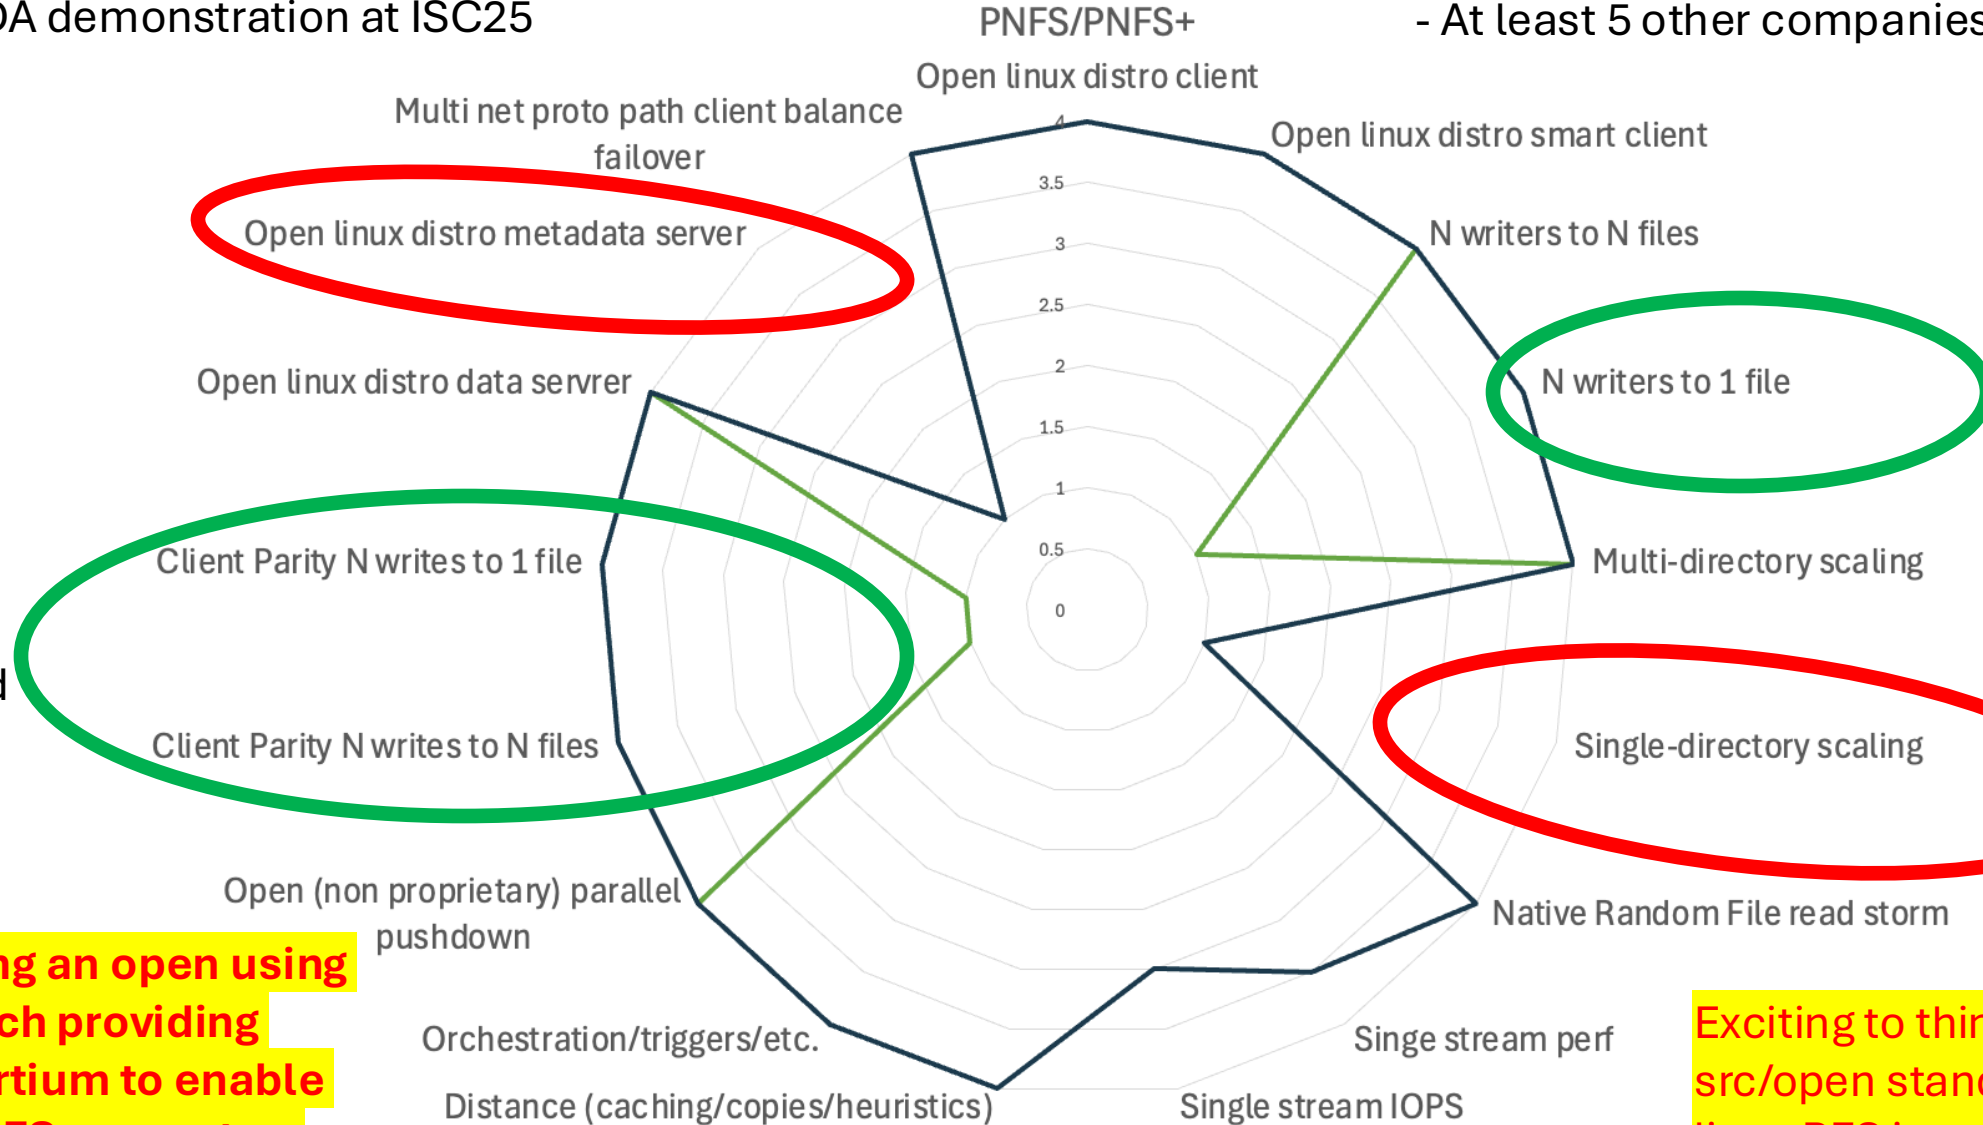 DA demonstration at ISC25
PNFS/PNFS+
- At least 5 other companies
Open linux distro client
Multi net proto path client balance
failover
Open linux distro smart client
Open linux distro metadata server
N writers to N files
Open linux distro data servrer
N writers to 1 file
Client Parity N writes to 1 file
Multi-directory scaling
Client Parity N writes to N files
Single-directory scaling
Open (non proprietary) parallel
pushdown
Native Random File read storm
Orchestration/triggers/etc.
Singe stream perf
Distance (caching/copies/heuristics)
Single stream IOPS
4
3.5
3
2.5
2
1.5
1
0.5
0
ng an open using
ch providing
rtium to enable
Exciting to thin
src/open stand